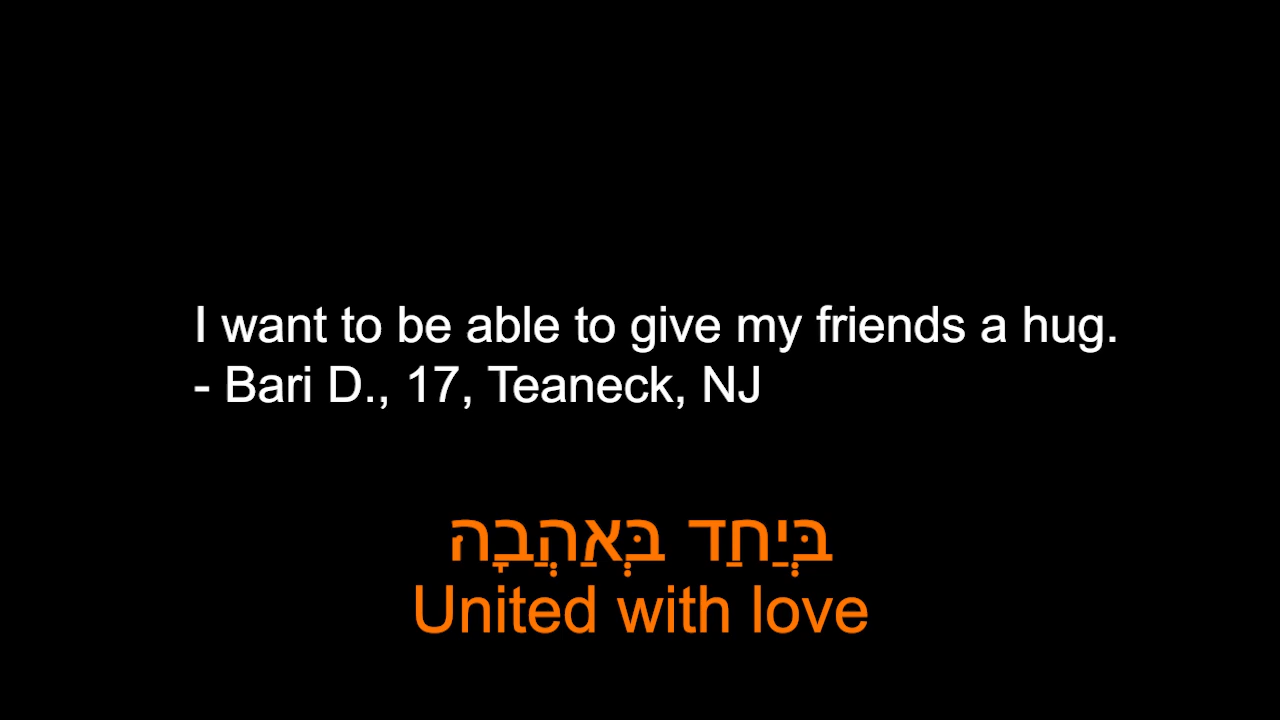 I want to be able to give my friends a hug.
- Bari D., 17, Teaneck, NJ
בְּיַחַד בְּאַהֲבָה
United with love